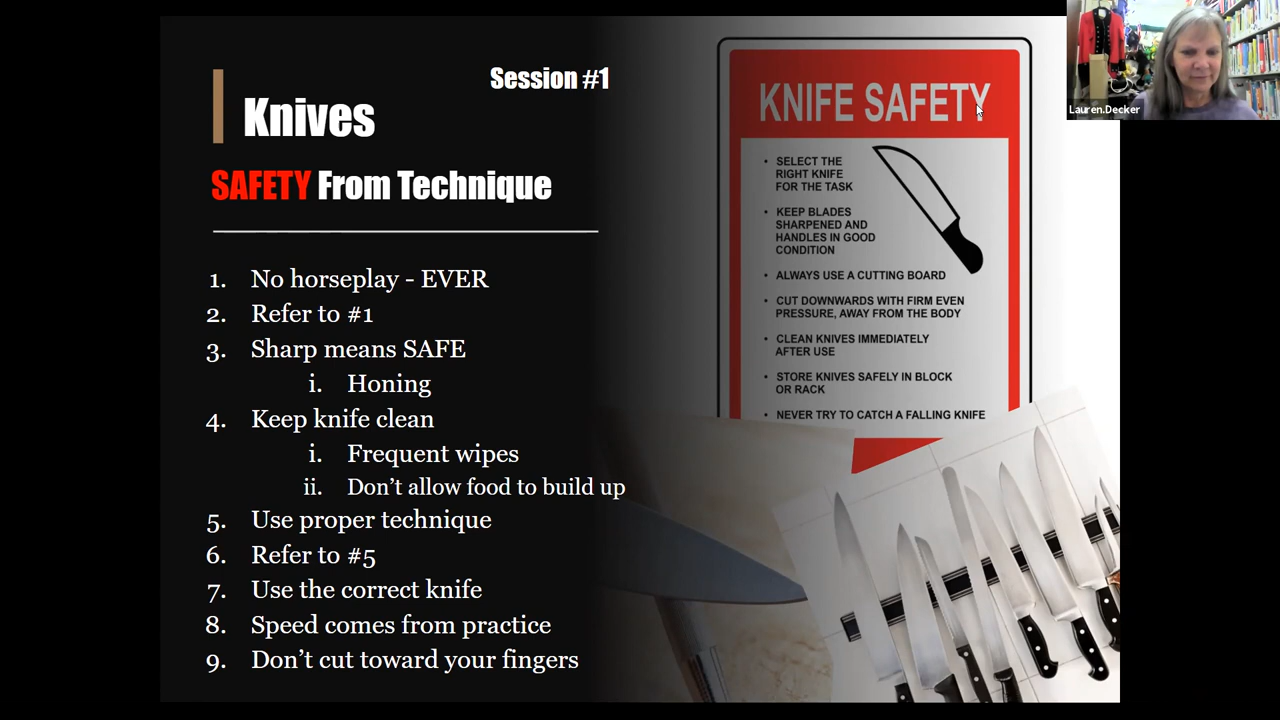 Session #1
Knives
SAFETY From Technique
1. No horseplay - EVER
2. Refer to #1
3. Sharp means SAFE
i. Honing
4. Keep knife clean
i. Frequent wipes
ii. Don’t allow food to build up
5. Use proper technique
6. Refer to #5
7. Use the correct knife
8. Speed comes from practice
9. Don’t cut toward your fingers
KNIFE SAFETY
• SELECT THE
RIGHT KNIFE
FOR THE TASK
• KEEP BLADES
SHARPENED AND
HANDLES IN GOOD
CONDITION
• ALWAYS USE A CUTTING BOARD
• CUT DOWNWARDS WITH FIRM EVEN
PRESSURE, AWAY FROM THE BODY
• CLEAN KNIVES IMMEDIATELY
AFTER USE
• STORE KNIVES SAFELY IN BLOCK
OR RACK
• NEVER TRY TO CATCH A FALLING KNIFE
Lauren.Decker